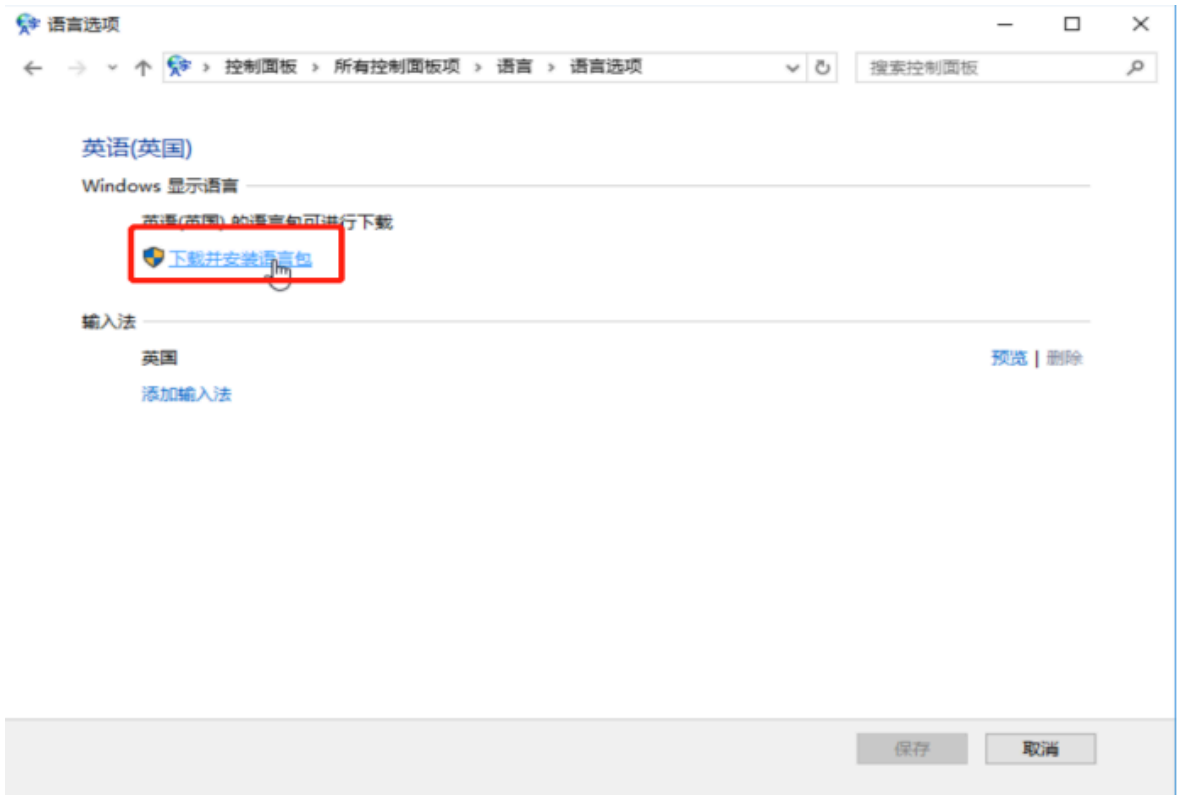 语言选项
控制面板 › 所有控制面板项 › 语言 › 语言选项
搜索控制面板
英语(英国)
Windows 显示语言
英语(英国) 的语言包可进行下载
下载并安装语言包
输入法
英国
预览 | 删除
添加输入法
保存
取消